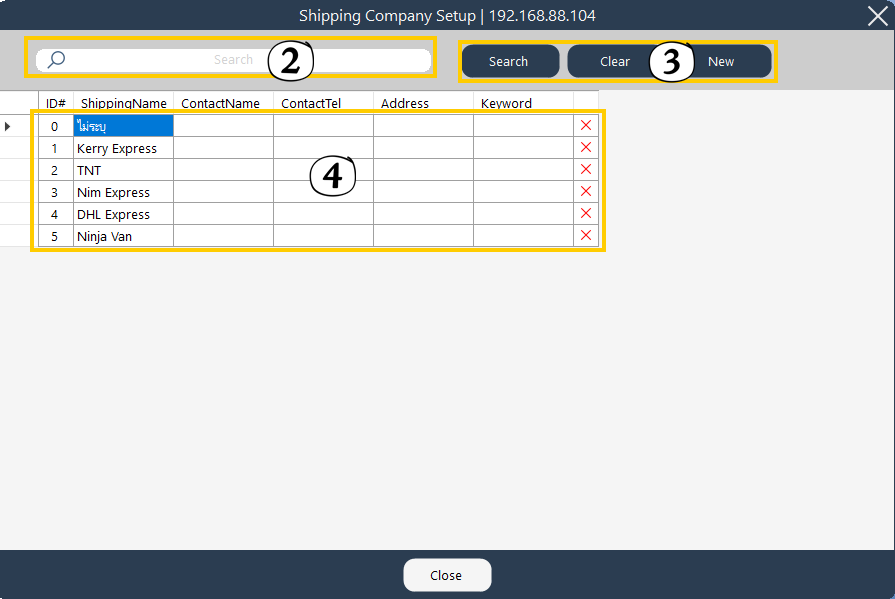 Shipping Company Setup | 192.168.88.104
Search 2 Search Clear 3 New
ID# ShippingName ContactName ContactTel Address Keyword
0 ไม่ระบุ
1 Kerry Express
2 TNT 4
3 Nim Express
4 DHL Express
5 Ninja Van
Close